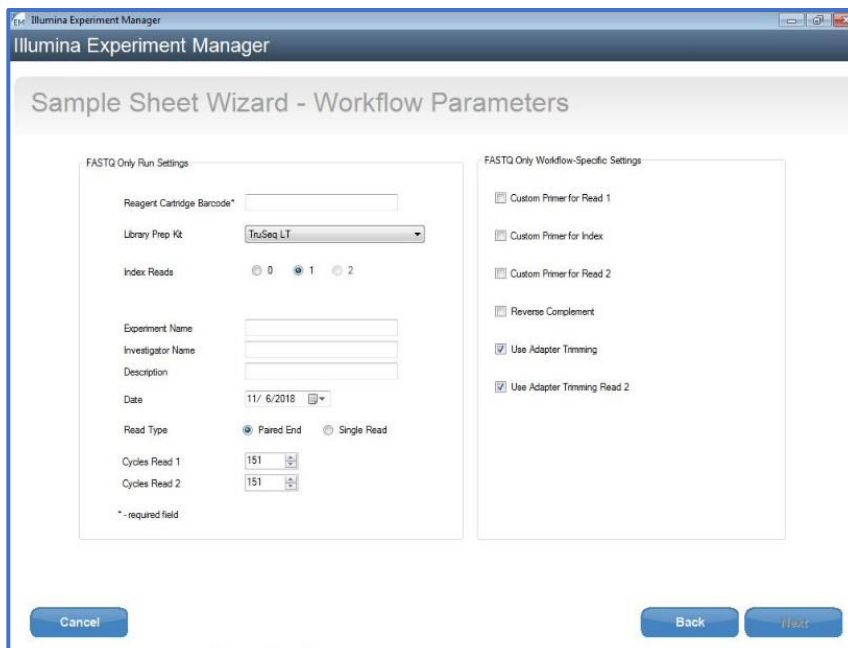 EM Illumina Experiment Manager
Illumina Experiment Manager
Sample Sheet Wizard - Workflow Parameters
FASTQ Only Run Settings
Reagent Cartridge Barcode*
Library Prep Kit TruSeq LT
Index Reads 0 1 2
Experiment Name
Investigator Name
Description
Date 11/ 6/2018
Read Type Paired End Single Read
Cycles Read 1 151
Cycles Read 2 151
* - required field
FASTQ Only Workflow-Specific Settings
Custom Primer for Read 1
Custom Primer for Index
Custom Primer for Read 2
Reverse Complement
Use Adapter Trimming
Use Adapter Trimming Read 2
Cancel Back Next